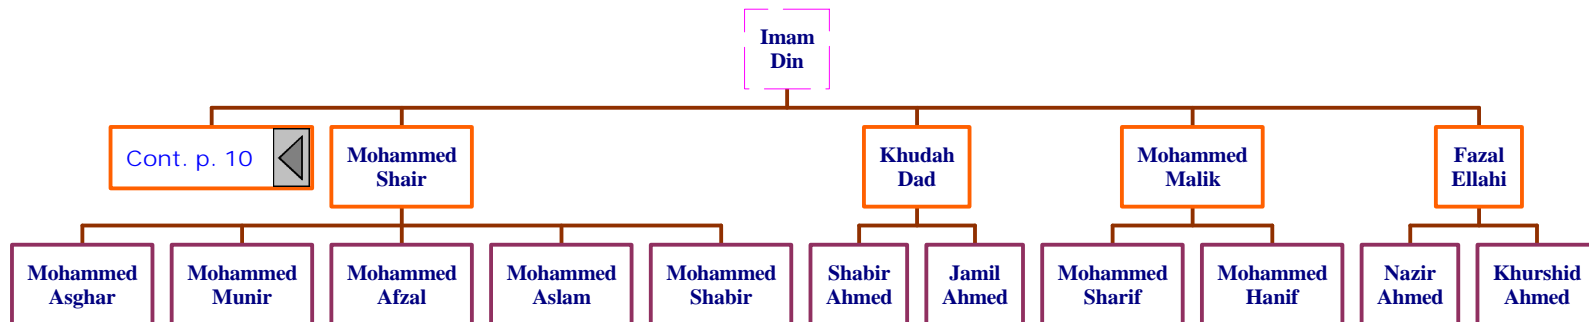 Imam
Din
Cont. p. 10
Mohammed
Shair
Khudah
Dad
Mohammed
Malik
Fazal
Ellahi
Mohammed
Asghar
Mohammed
Munir
Mohammed
Afzal
Mohammed
Aslam
Mohammed
Shabir
Shabir
Ahmed
Jamil
Ahmed
Mohammed
Sharif
Mohammed
Hanif
Nazir
Ahmed
Khurshid
Ahmed